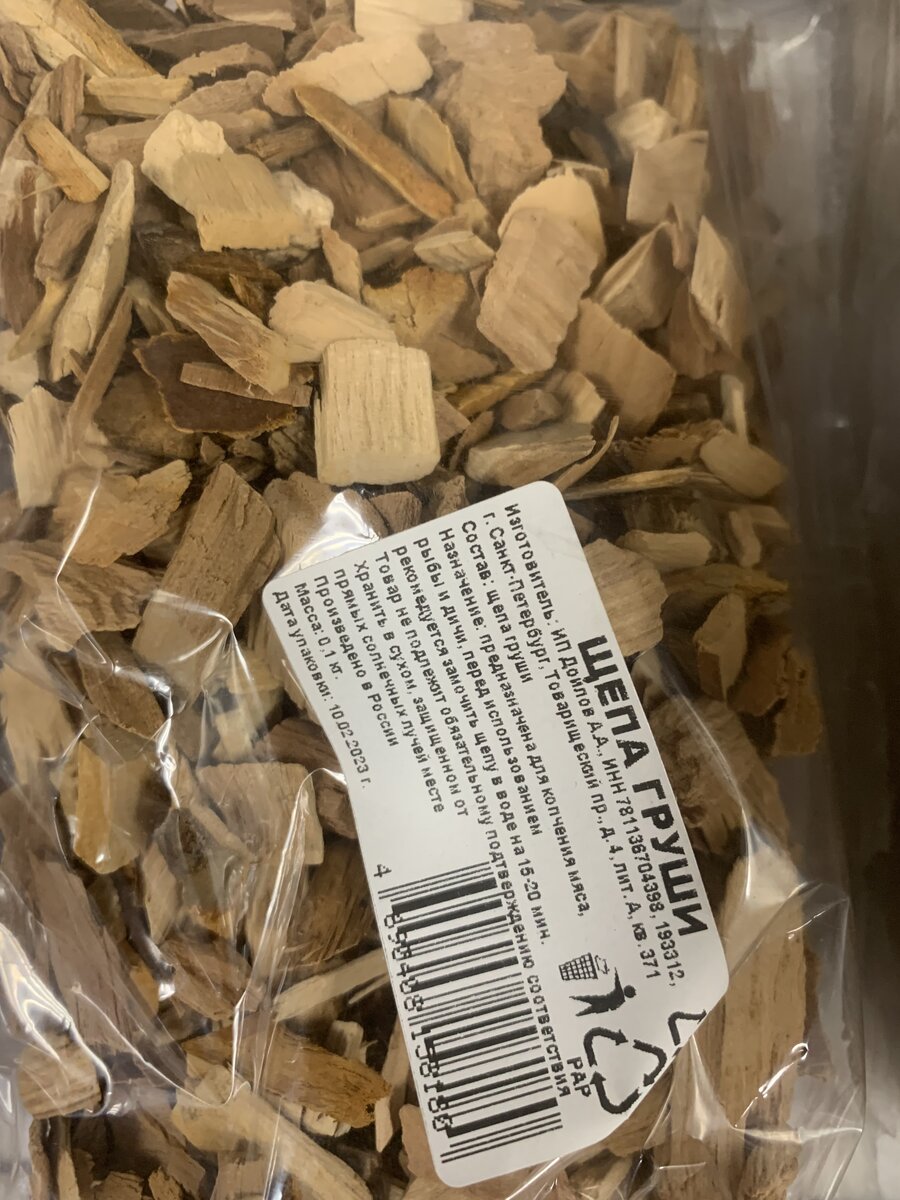 ЩЕПА ГРУШИ
Изготовитель: ИП Доилов Д.А., ИНН 781136704398, 193312,
г. Санкт-Петербург, Товарищеский пр., д.4, лит. А, кв. 371
Состав: щепа груши
Назначение: предназначена для копчения мяса,
рыбы и дичи, перед использованием
рекомедуется замочить щепу в воде на 15-20 мин.
Товар не подлежит обязательному подтверждению соответствия
Хранить в сухом, защищенном от
прямых солнечных лучей месте
Произведено в России
Масса: 0,1 кг.
Дата упаковки: 10.02.2023 г.
PAP